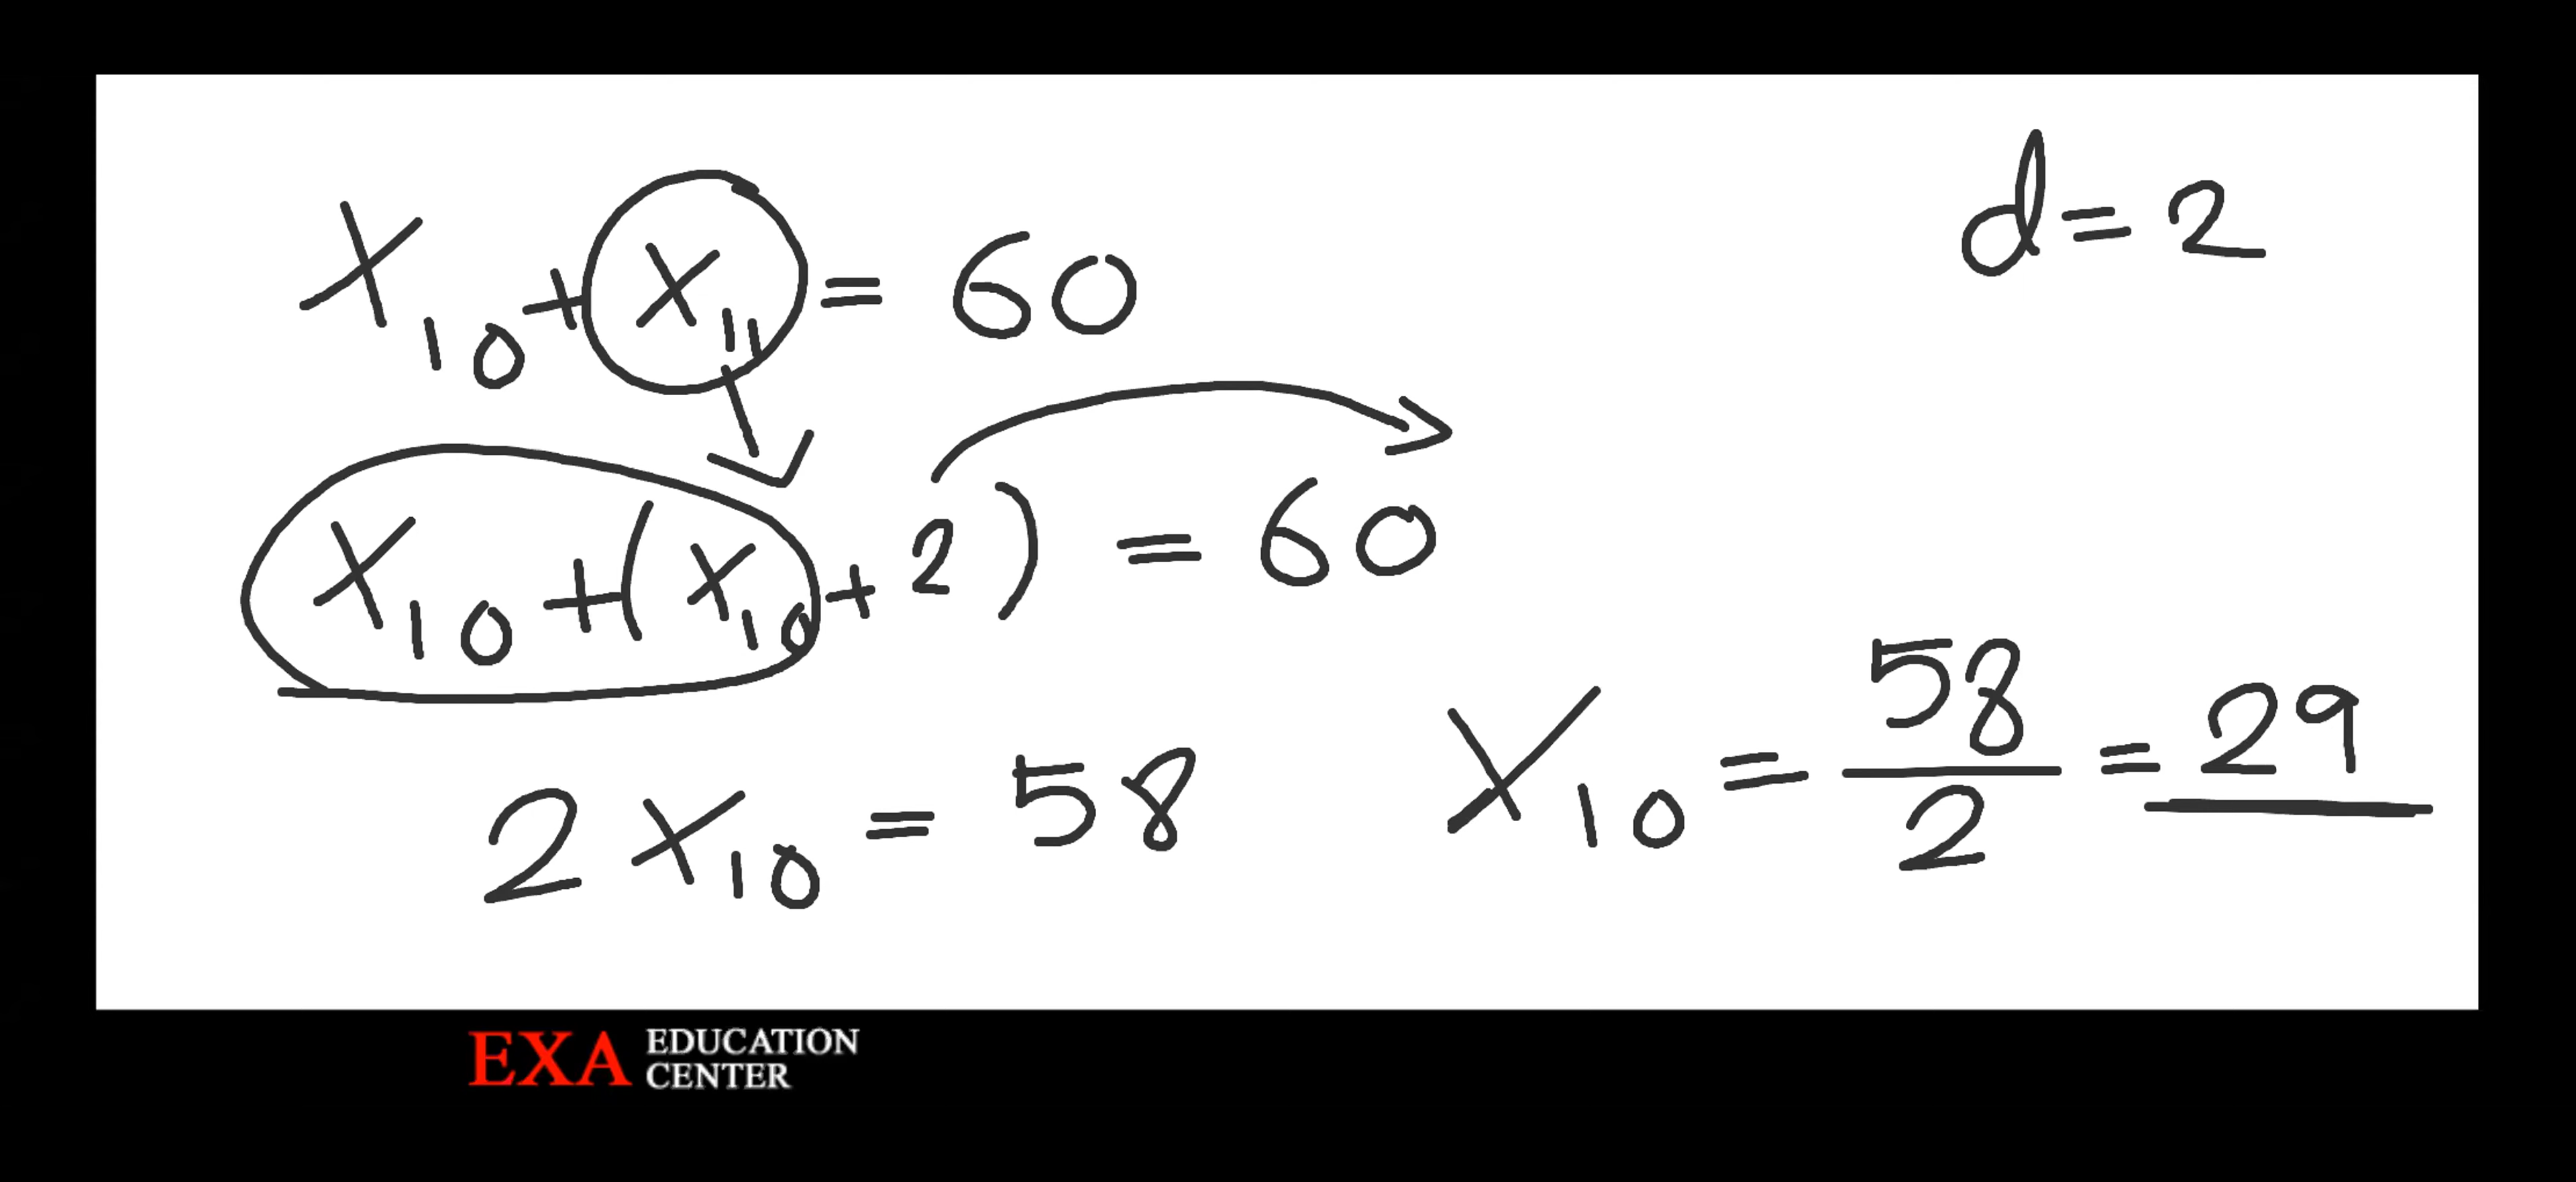 X₁₀ + X₁₁ = 60
d = 2
X₁₀ + (X₁₀ + 2) = 60
2X₁₀ = 58
X₁₀ = 58/2 = 29
EXA EDUCATION CENTER